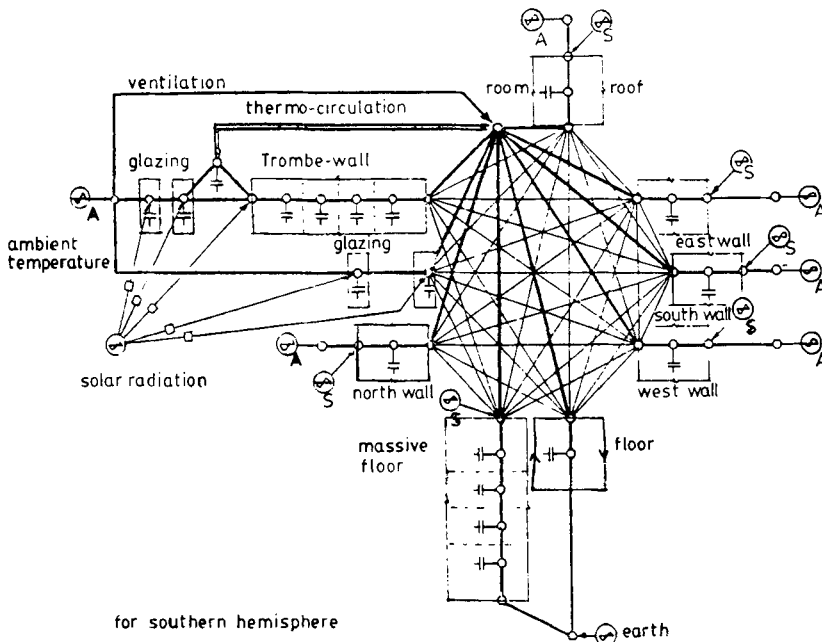 A
S
room
roof
ventilation
thermo-circulation
glazing
Trombe-wall
S
A
A
ambient
temperature
glazing
east wall
S
A
south wall
S
solar radiation
A
S
north wall
west wall
A
S
massive
floor
floor
for southern hemisphere
earth